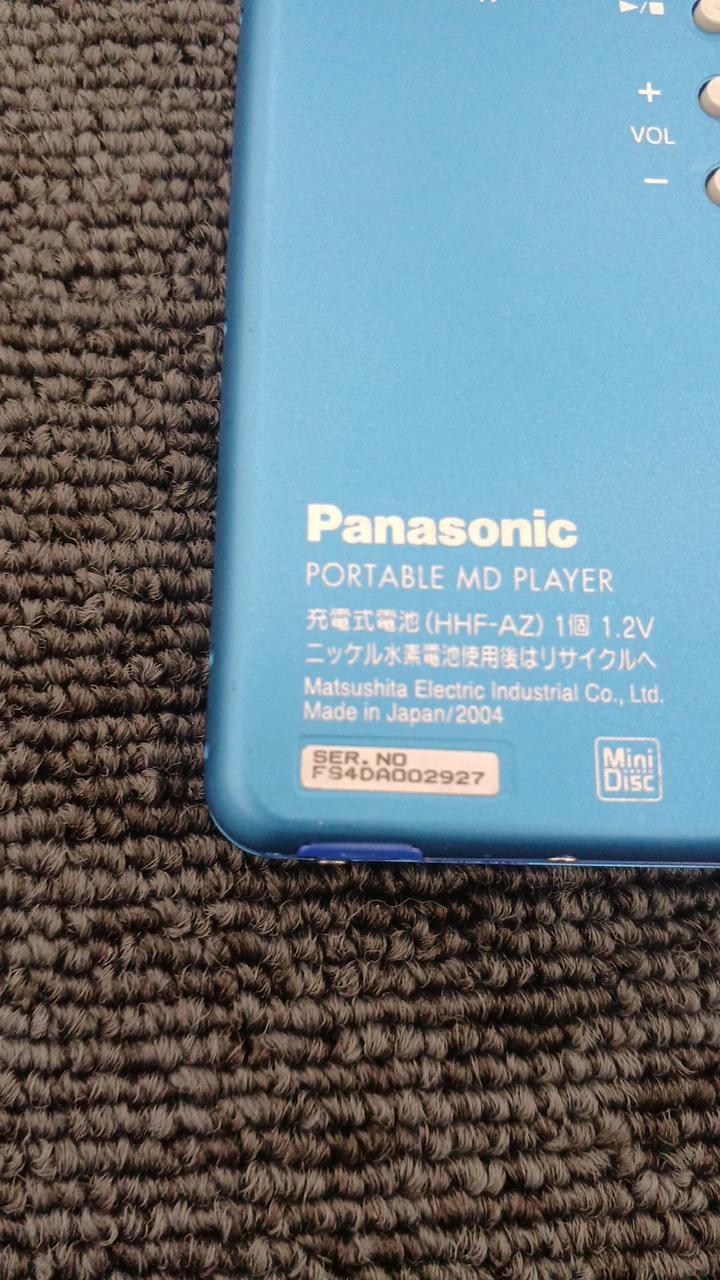 ►/■
+
VOL
−
Panasonic
PORTABLE MD PLAYER
充電式電池(HHF-AZ) 1個 1.2V
ニッケル水素電池使用後はリサイクルへ
Matsushita Electric Industrial Co., Ltd.
Made in Japan/2004
SER. NO
FS4DA002927
Mini
Disc